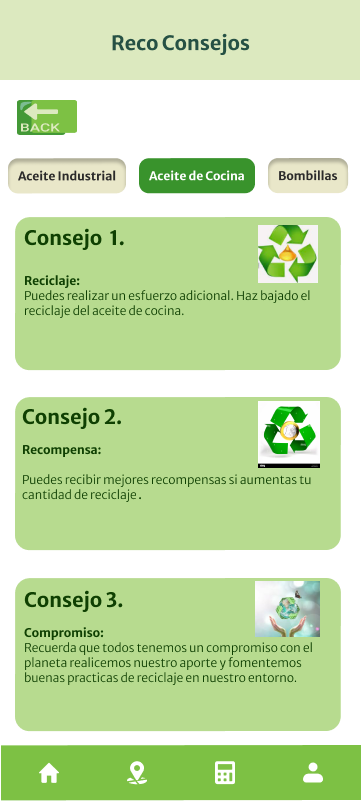 Reco Consejos
BACK
Aceite Industrial
Aceite de Cocina
Bombillas
Consejo 1.
Reciclaje:
Puedes realizar un esfuerzo adicional. Haz bajado el
reciclaje del aceite de cocina.
Consejo 2.
Recompensa:
Puedes recibir mejores recompensas si aumentas tu
cantidad de reciclaje.
Consejo 3.
Compromiso:
Recuerda que todos tenemos un compromiso con el
planeta realicemos nuestro aporte y fomentemos
buenas practicas de reciclaje en nuestro entorno.